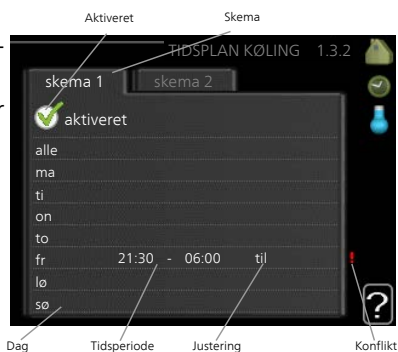 Aktiveret Skema
TIDSPLAN KØLING 1.3.2
skema 1 skema 2
aktiveret
alle
ma
ti
on
to
fr 21:30 - 06:00 til !
lø
sø ?
Dag Tidsperiode Justering Konflikt